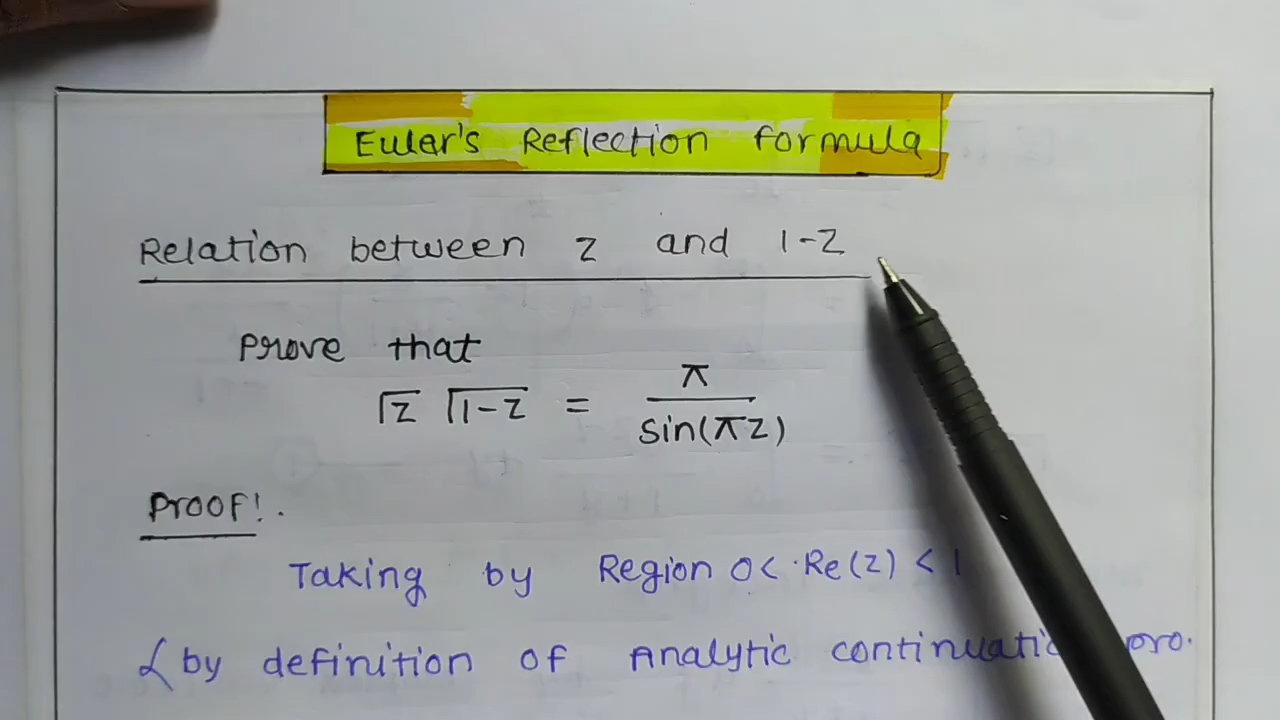 Euler's Reflection formula
Relation between z and 1-z
Prove that
Γz Γ1-z = π / sin(πz)
Proof!.
Taking by Region 0< Re(z) < 1
& by definition of Analytic